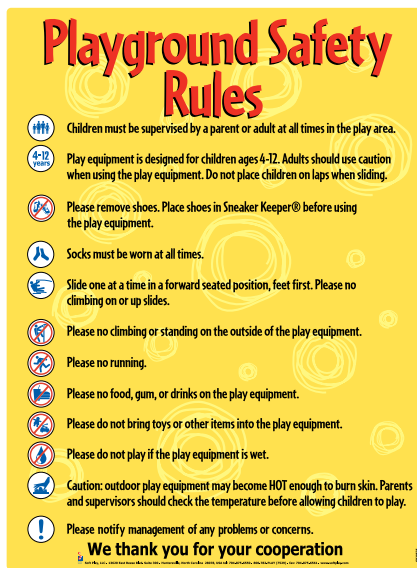 Playground Safety
Rules
Children must be supervised by a parent or adult at all times in the play area.
4-12
years
Play equipment is designed for children ages 4-12. Adults should use caution
when using the play equipment. Do not place children on laps when sliding.
Please remove shoes. Place shoes in Sneaker Keeper® before using
the play equipment.
Socks must be worn at all times.
Slide one at a time in a forward seated position, feet first. Please no
climbing on or up slides.
Please no climbing or standing on the outside of the play equipment.
Please no running.
Please no food, gum, or drinks on the play equipment.
Please do not bring toys or other items into the play equipment.
Please do not play if the play equipment is wet.
Caution: outdoor play equipment may become HOT enough to burn skin. Parents
and supervisors should check the temperature before allowing children to play.
!
Please notify management of any problems or concerns.
We thank you for your cooperation